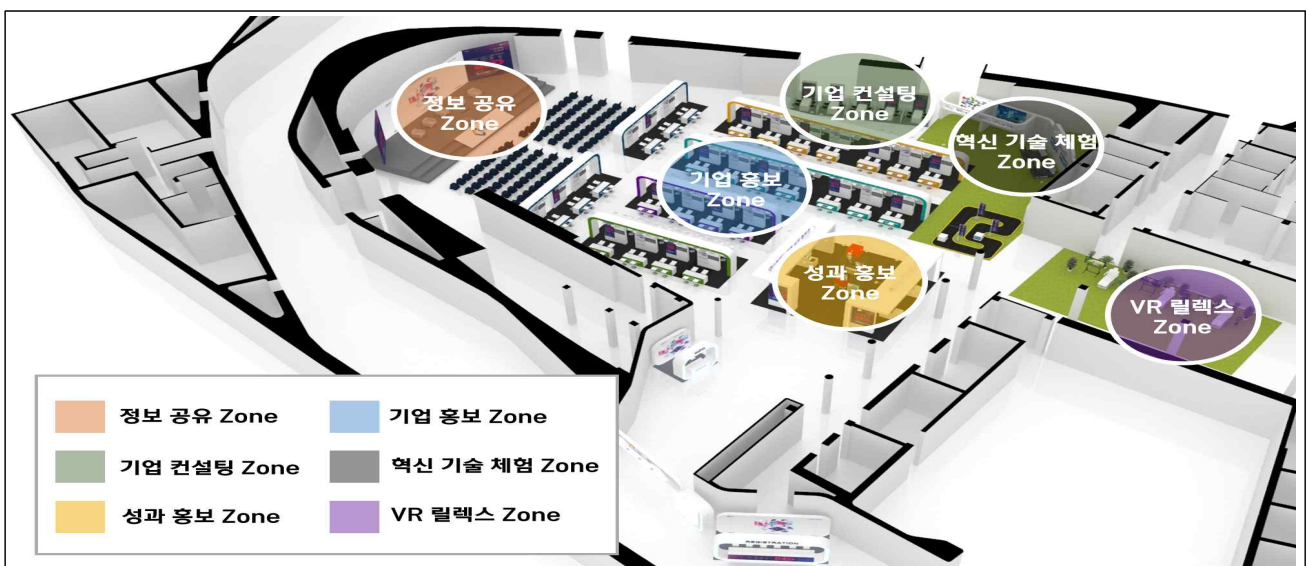 정보 공유
Zone
기업 컨설팅
Zone
혁신 기술 체험
Zone
기업 홍보
Zone
성과 홍보
Zone
VR 릴렉스
Zone
정보 공유 Zone
기업 홍보 Zone
기업 컨설팅 Zone
혁신 기술 체험 Zone
성과 홍보 Zone
VR 릴렉스 Zone
REGISTRATION